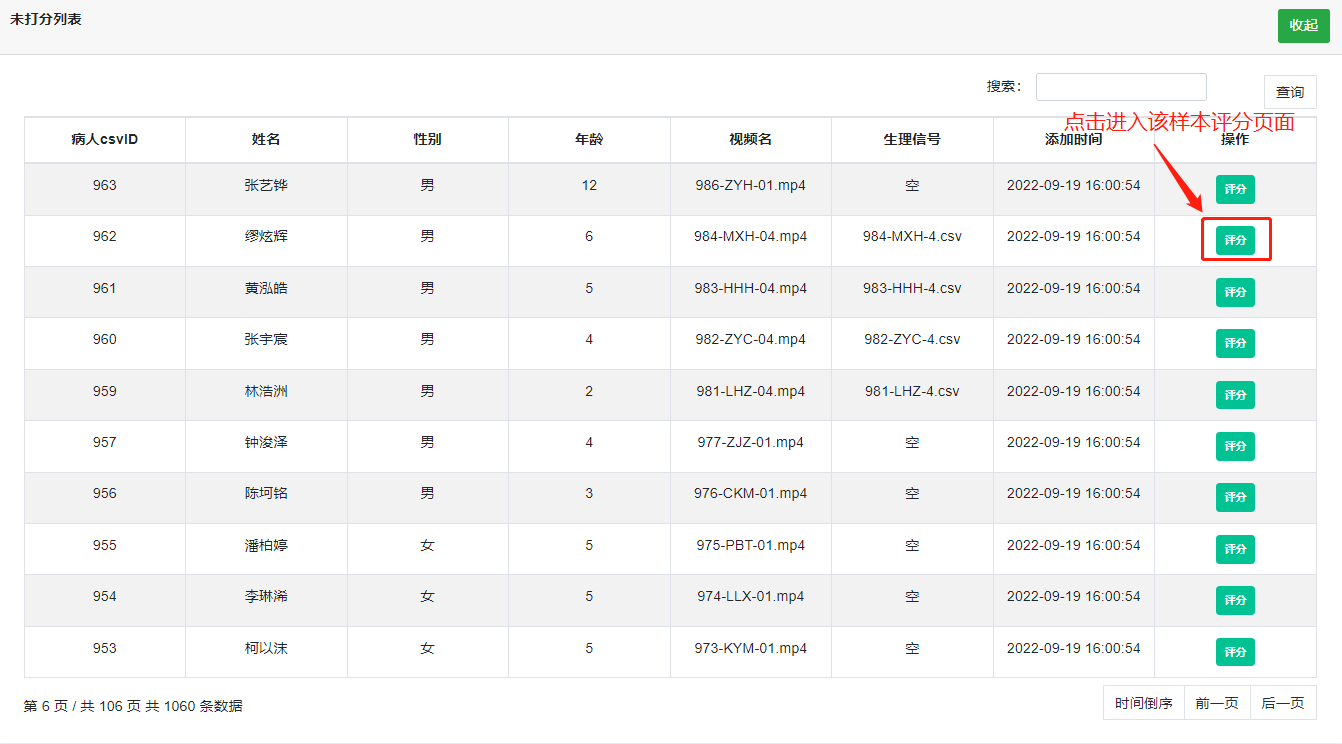 未打分列表
收起
搜索：
查询
点击进入该样本评分页面
病人csvID 姓名 性别 年龄 视频名 生理信号 添加时间 操作
963 张艺铧 男 12 986-ZYH-01.mp4 空 2022-09-19 16:00:54 评分
962 缪炫辉 男 6 984-MXH-04.mp4 984-MXH-4.csv 2022-09-19 16:00:54 评分
961 黄泓皓 男 5 983-HHH-04.mp4 983-HHH-4.csv 2022-09-19 16:00:54 评分
960 张宇宸 男 4 982-ZYC-04.mp4 982-ZYC-4.csv 2022-09-19 16:00:54 评分
959 林浩洲 男 2 981-LHZ-04.mp4 981-LHZ-4.csv 2022-09-19 16:00:54 评分
957 钟浚泽 男 4 977-ZJZ-01.mp4 空 2022-09-19 16:00:54 评分
956 陈坷铭 男 3 976-CKM-01.mp4 空 2022-09-19 16:00:54 评分
955 潘柏婷 女 5 975-PBT-01.mp4 空 2022-09-19 16:00:54 评分
954 李琳浠 女 5 974-LLX-01.mp4 空 2022-09-19 16:00:54 评分
953 柯以沫 女 5 973-KYM-01.mp4 空 2022-09-19 16:00:54 评分
第 6 页 / 共 106 页 共 1060 条数据
时间倒序 前一页 后一页